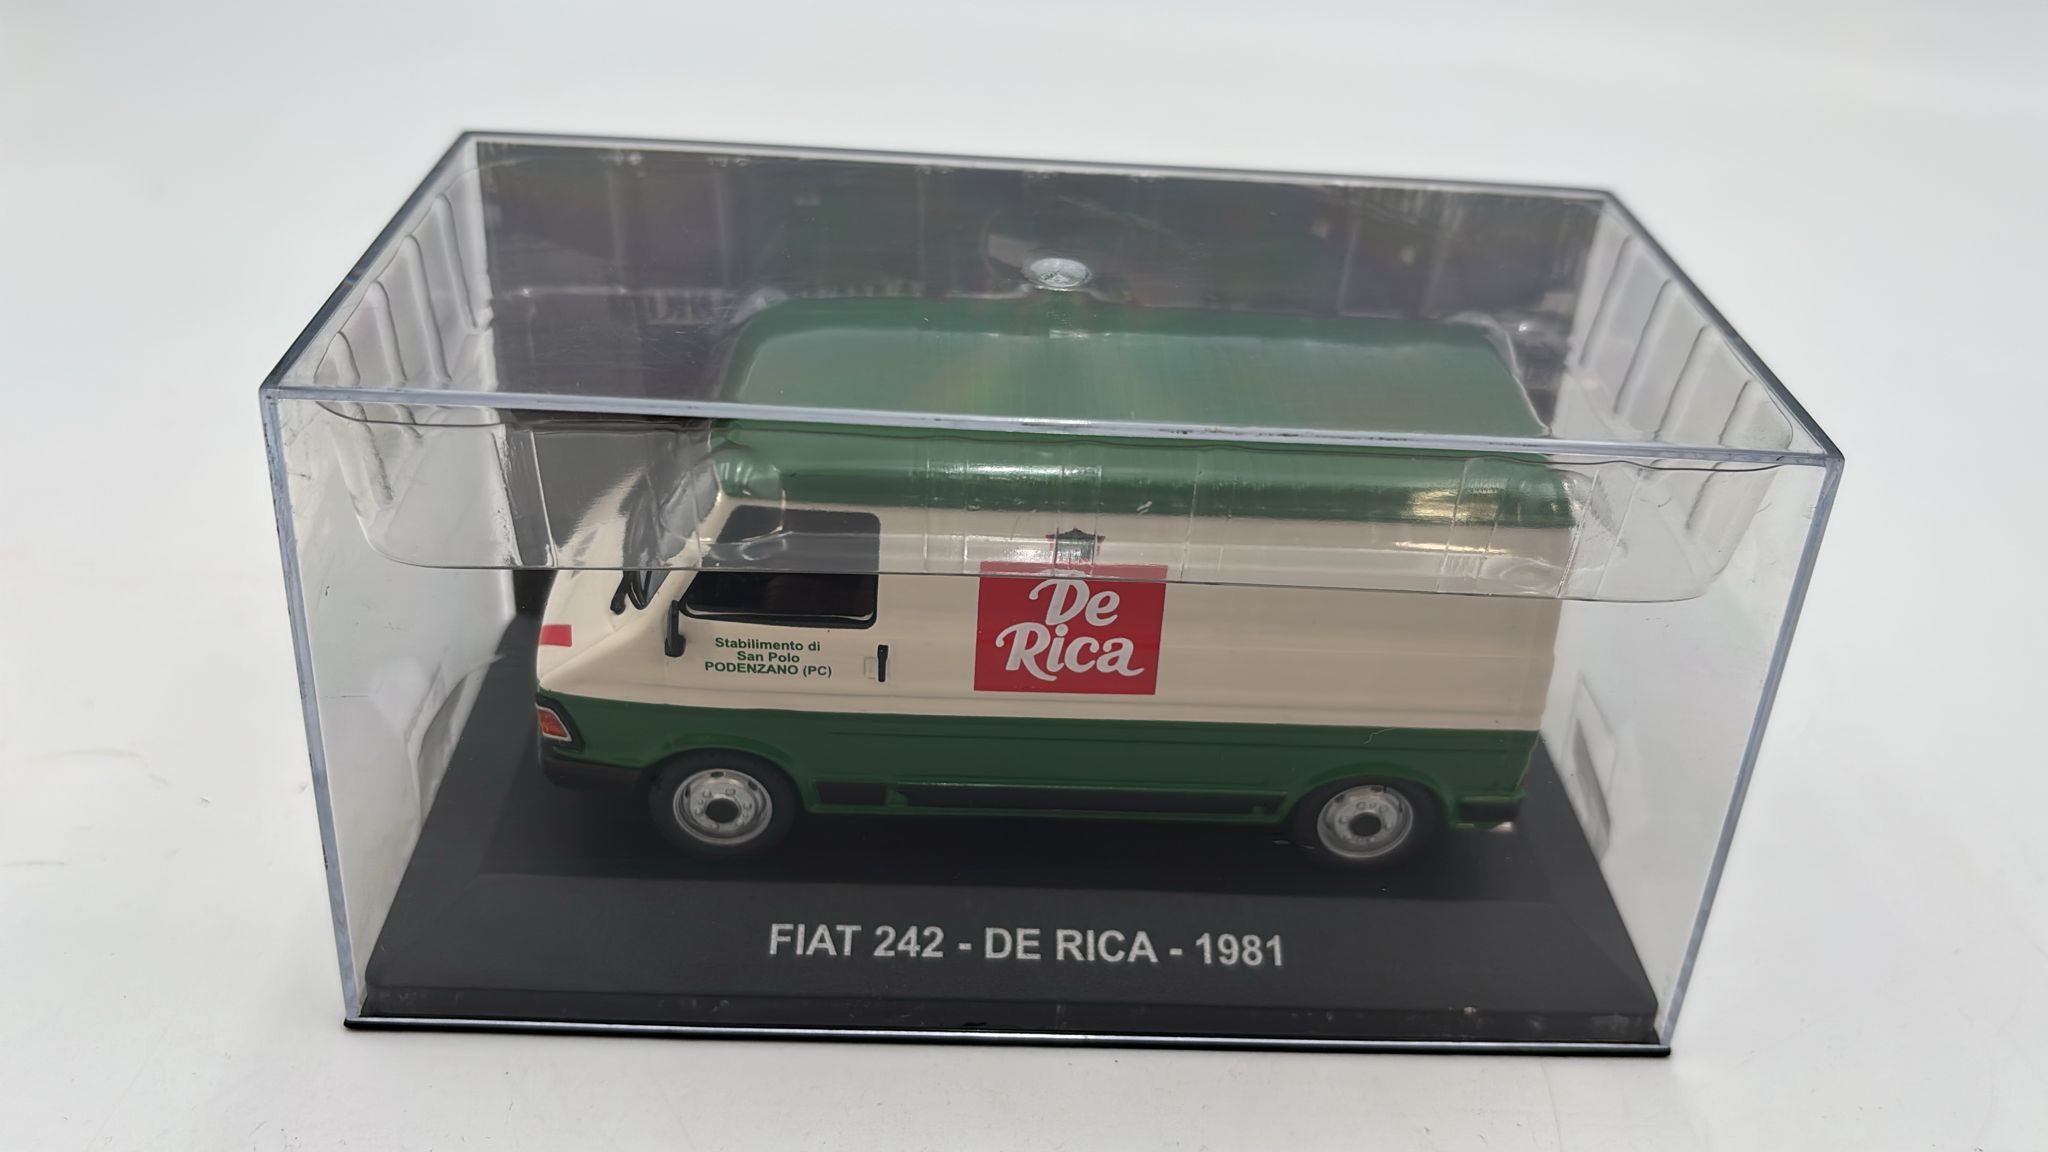 De
Rica
Stabilimento di
San Polo
PODENZANO (PC)
FIAT 242 - DE RICA - 1981